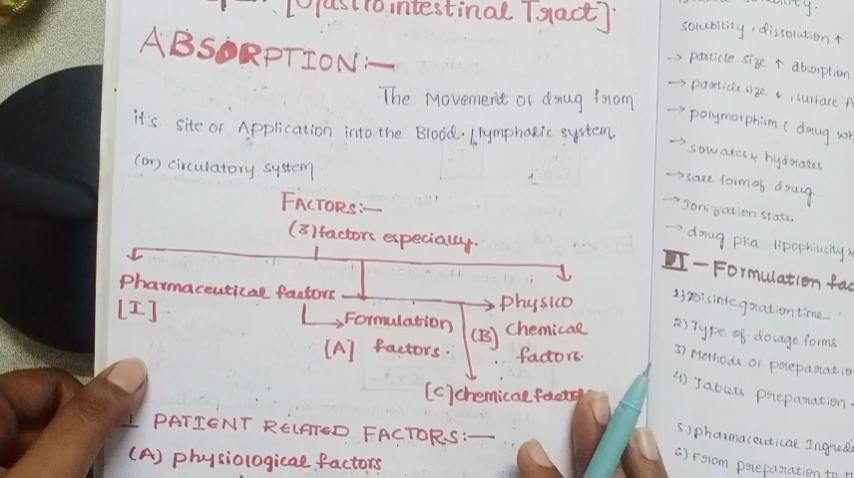 [Gastrointestinal Tract]:
ABSORPTION:—
The Movement of drug from
it's site of Application into the Blood. Lymphatic system
(or) circulatory system.
FACTORS:—
(3) factors especially.
Pharmaceutical factors
[I].
Formulation
[A] factors.
Physico
(B) Chemical
factors.
[C] chemical factors
I PATIENT RELATED FACTORS:—
(A) physiological factors
solubility, dissolution ↑
→ particle size ↑ absorption
→ particle size ↓, surface A
→ polymorphism ( drug wh
→ sovates & hydrates
→ salt form of drug.
→ Ionization state
→ drug pka lipophilicity
II — Formulation fac
1) Disintegration time
2) Type of dosage forms
3) Methods of preparatio
4) Tablets preparation.
5) pharmaceutical Ingredi
6) From preparation to